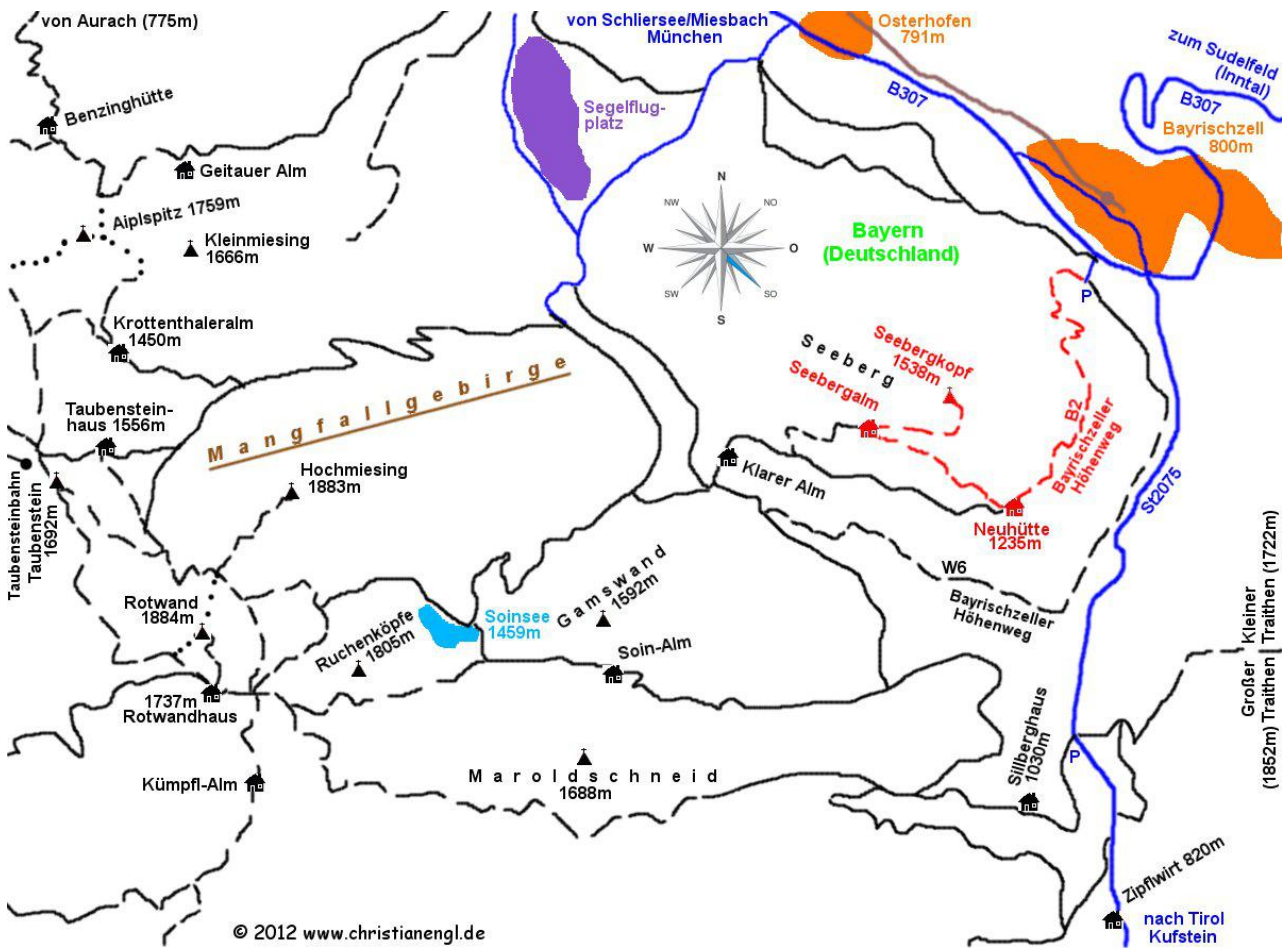 von Aurach (775m)
von Schliersee/Miesbach
München
Osterhofen
791m
zum Sudelfeld
(Inntal)
B307
B307
Bayrischzell
800m
Benzinghütte
Segelflug-
platz
Geitauer Alm
Aiplspitz 1759m
Kleinmiesing
1666m
N
NO
O
SO
S
SW
W
NW
Bayern
(Deutschland)
P
Krottenthaleralm
1450m
Mangfallgebirge
Seeberg
Seebergkopf
1538m
Seebergalm
B2
Bayrischzeller
Höhenweg
St2075
Taubenstein-
haus 1556m
Taubensteinbahn
Taubenstein
1692m
Hochmiesing
1883m
Klarer Alm
Neuhütte
1235m
W6
Bayrischzeller
Höhenweg
Rotwand
1884m
Ruchenköpfe
1805m
Soinsee
1459m
Gamswand
1592m
Soin-Alm
Großer Kleiner
(1852m) Traithen Traithen (1722m)
1737m
Rotwandhaus
Kümpfl-Alm
Maroldschneid
1688m
Sillberghaus
1030m
P
Zipflwirt 820m
nach Tirol
Kufstein
© 2012 www.christianengl.de